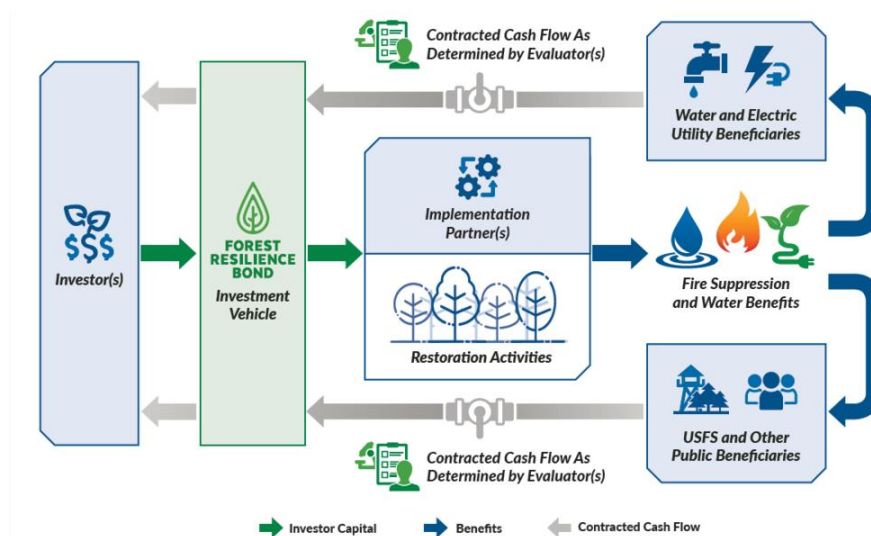 Contracted Cash Flow As
Determined by Evaluator(s)
Water and Electric
Utility Beneficiaries
$$$
Investor(s)
FOREST
RESILIENCE
BOND
Investment
Vehicle
Implementation
Partner(s)
Restoration Activities
Fire Suppression
and Water Benefits
USFS and Other
Public Beneficiaries
Contracted Cash Flow As
Determined by Evaluator(s)
Investor Capital
Benefits
Contracted Cash Flow